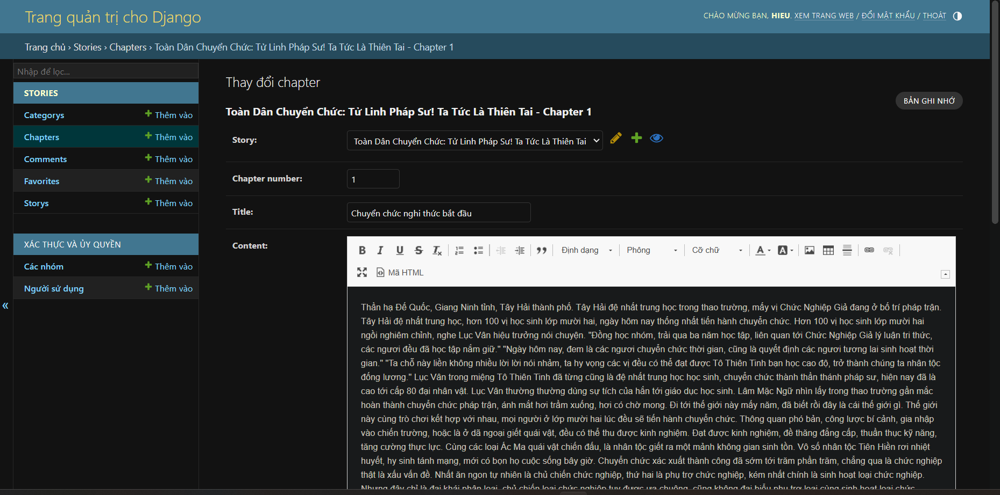 Trang quản trị cho Django
CHÀO MỪNG BẠN, HIEU. XEM TRANG WEB / ĐỔI MẬT KHẨU / THOÁT
Trang chủ › Stories › Chapters › Toàn Dân Chuyển Chức: Tử Linh Pháp Sư! Ta Tức Là Thiên Tai - Chapter 1
Nhập để lọc...
STORIES
Categorys Thêm vào
Chapters Thêm vào
Comments Thêm vào
Favorites Thêm vào
Storys Thêm vào
XÁC THỰC VÀ ỦY QUYỀN
Các nhóm Thêm vào
Người sử dụng Thêm vào
«
Thay đổi chapter
BẢN GHI NHỚ
Toàn Dân Chuyển Chức: Tử Linh Pháp Sư! Ta Tức Là Thiên Tai - Chapter 1
Story: Toàn Dân Chuyển Chức: Tử Linh Pháp Sư! Ta Tức Là Thiên Tai
Chapter number: 1
Title: Chuyển chức nghi thức bắt đầu
Content:
Định dạng Phông Cỡ chữ
Mã HTML
Thần hạ Đế Quốc, Giang Ninh tỉnh, Tây Hải thành phố. Tây Hải đệ nhất trung học trong thao trường, mấy vị Chức Nghiệp Giả đang ở bố trí pháp trận.
Tây Hải đệ nhất trung học, hơn 100 vị học sinh lớp mười hai, ngày hôm nay thống nhất tiến hành chuyển chức. Hơn 100 vị học sinh lớp mười hai
ngồi nghiêm chỉnh, nghe Lục Vân hiệu trưởng nói chuyện. "Đồng học nhóm, trải qua ba năm học tập, liên quan tới Chức Nghiệp Giả lý luận tri thức,
các ngươi đều đã học tập nắm giữ." "Ngày hôm nay, đem là các ngươi chuyển chức thời gian, cũng là quyết định các ngươi tương lai sinh hoạt thời
gian." "Ta chỗ này liền không nhiều lời lời nói nhảm, ta hy vọng các vị đều có thể đạt được Tô Thiên Tinh bạn học cao độ, trở thành chúng ta nhân tộc
đống lương." Lục Vân trong miệng Tô Thiên Tinh đã từng cũng là đệ nhất trung học học sinh, chuyển chức thành thần thánh pháp sư, hiện nay đã là
cao tới cấp 80 đại nhân vật. Lục Vân thường thường dùng sự tích của hắn tới giáo dục học sinh. Lâm Mặc Ngữ nhìn lấy trong thao trường gần mắc
hoàn thành chuyển chức pháp trận, ánh mắt hơi trầm xuống, hơi có chờ mong. Đi tới thế giới này mấy năm, đã biết rồi đây là cái thế giới gì. Thế giới
này cùng trò chơi kết hợp với nhau, mọi người ở lớp mười hai lúc đều sẽ tiến hành chuyển chức. Thông quan phó bản, công lược bí cảnh, gia nhập
vào chiến trường, hoặc là ở dã ngoại giết quái vật, đều có thể thu được kinh nghiệm. Đạt được kinh nghiệm, đề thăng đẳng cấp, thuần thục kỹ năng,
tăng cường thực lực. Cùng các loại Ác Ma quái vật chiến đấu, là nhân tộc giết ra một mảnh không gian sinh tồn. Vô số nhân tộc Tiên Hiền rơi nhiệt
huyết, hy sinh tánh mạng, mới có bọn họ cuộc sống bây giờ. Chuyển chức xác xuất thành công đã sớm tới trăm phần trăm, chẳng qua là chức nghiệp
thật là xấu vấn đề. Nhất ăn ngon tự nhiên là chủ chiến chức nghiệp, thứ hai là phụ trợ chức nghiệp, kém nhất chính là sinh hoạt loại chức nghiệp.
Nhưng đây chỉ là đại khái phân loại, chủ chiến loại chức nghiệp tuy được ưa chuộng, cũng không đại biểu phụ trợ loại cùng sinh hoạt loại chức